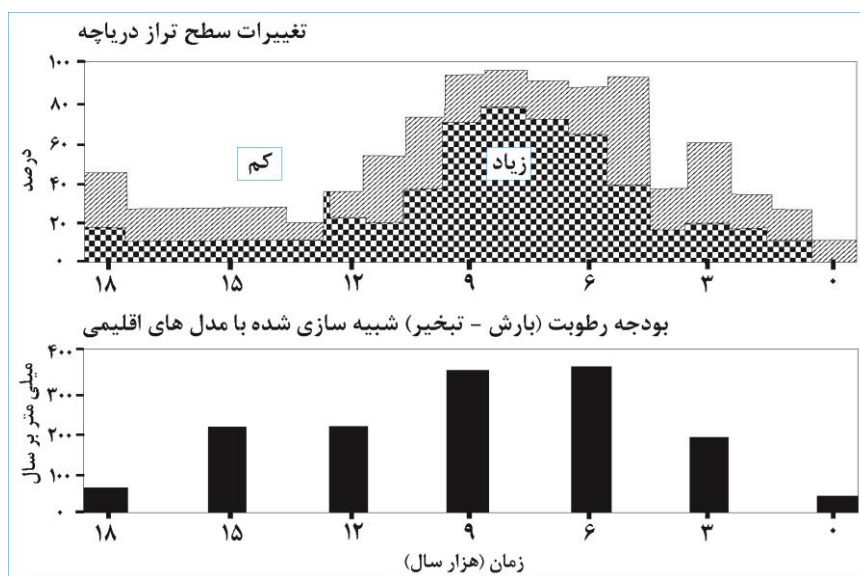 تغییرات سطح تراز دریاچه
درصد
۱۰۰
۸۰
۶۰
۴۰
۲۰
۰
کم
زیاد
۱۸ ۱۵ ۱۲ ۹ ۶ ۳ ۰
بودجه رطوبت (بارش - تبخیر) شبیه سازی شده با مدل های اقلیمی
میلی متر بر سال
۴۰۰
۳۰۰
۲۰۰
۱۰۰
۰
۱۸ ۱۵ ۱۲ ۹ ۶ ۳ ۰
زمان (هزار سال)